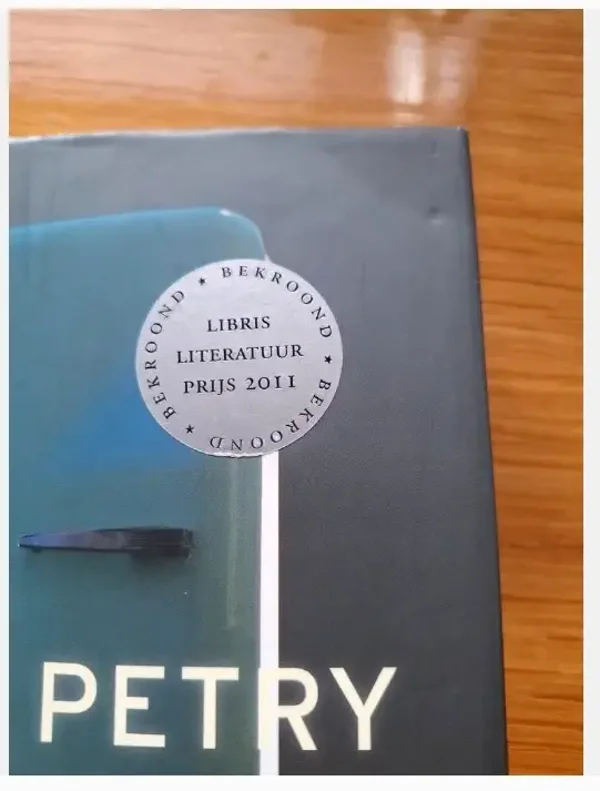 BEKROOND ★ BEKROOND ★ BEKROOND ★ BEKROOND ★
LIBRIS
LITERATUUR
PRIJS 2011
PETRY